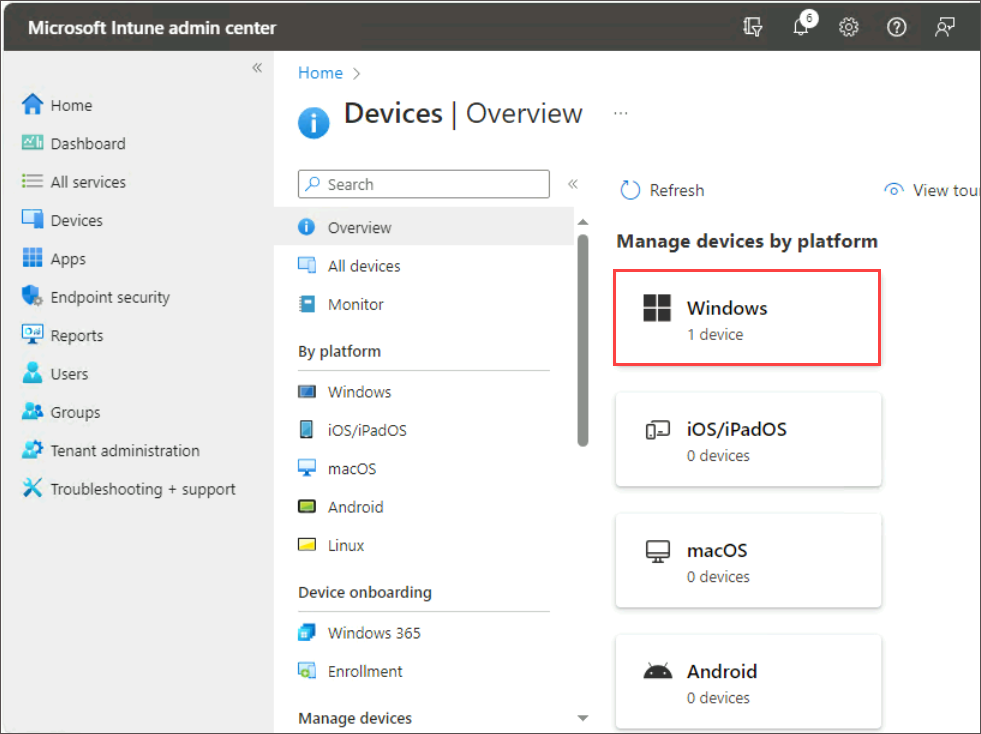 Microsoft Intune admin center
6
Home
Dashboard
All services
Devices
Apps
Endpoint security
Reports
Users
Groups
Tenant administration
Troubleshooting + support
Home
Devices | Overview
...
Search
Overview
All devices
Monitor
By platform
Windows
iOS/iPadOS
macOS
Android
Linux
Device onboarding
Windows 365
Enrollment
Manage devices
Refresh
View tou
Manage devices by platform
Windows
1 device
iOS/iPadOS
0 devices
macOS
0 devices
Android
0 devices